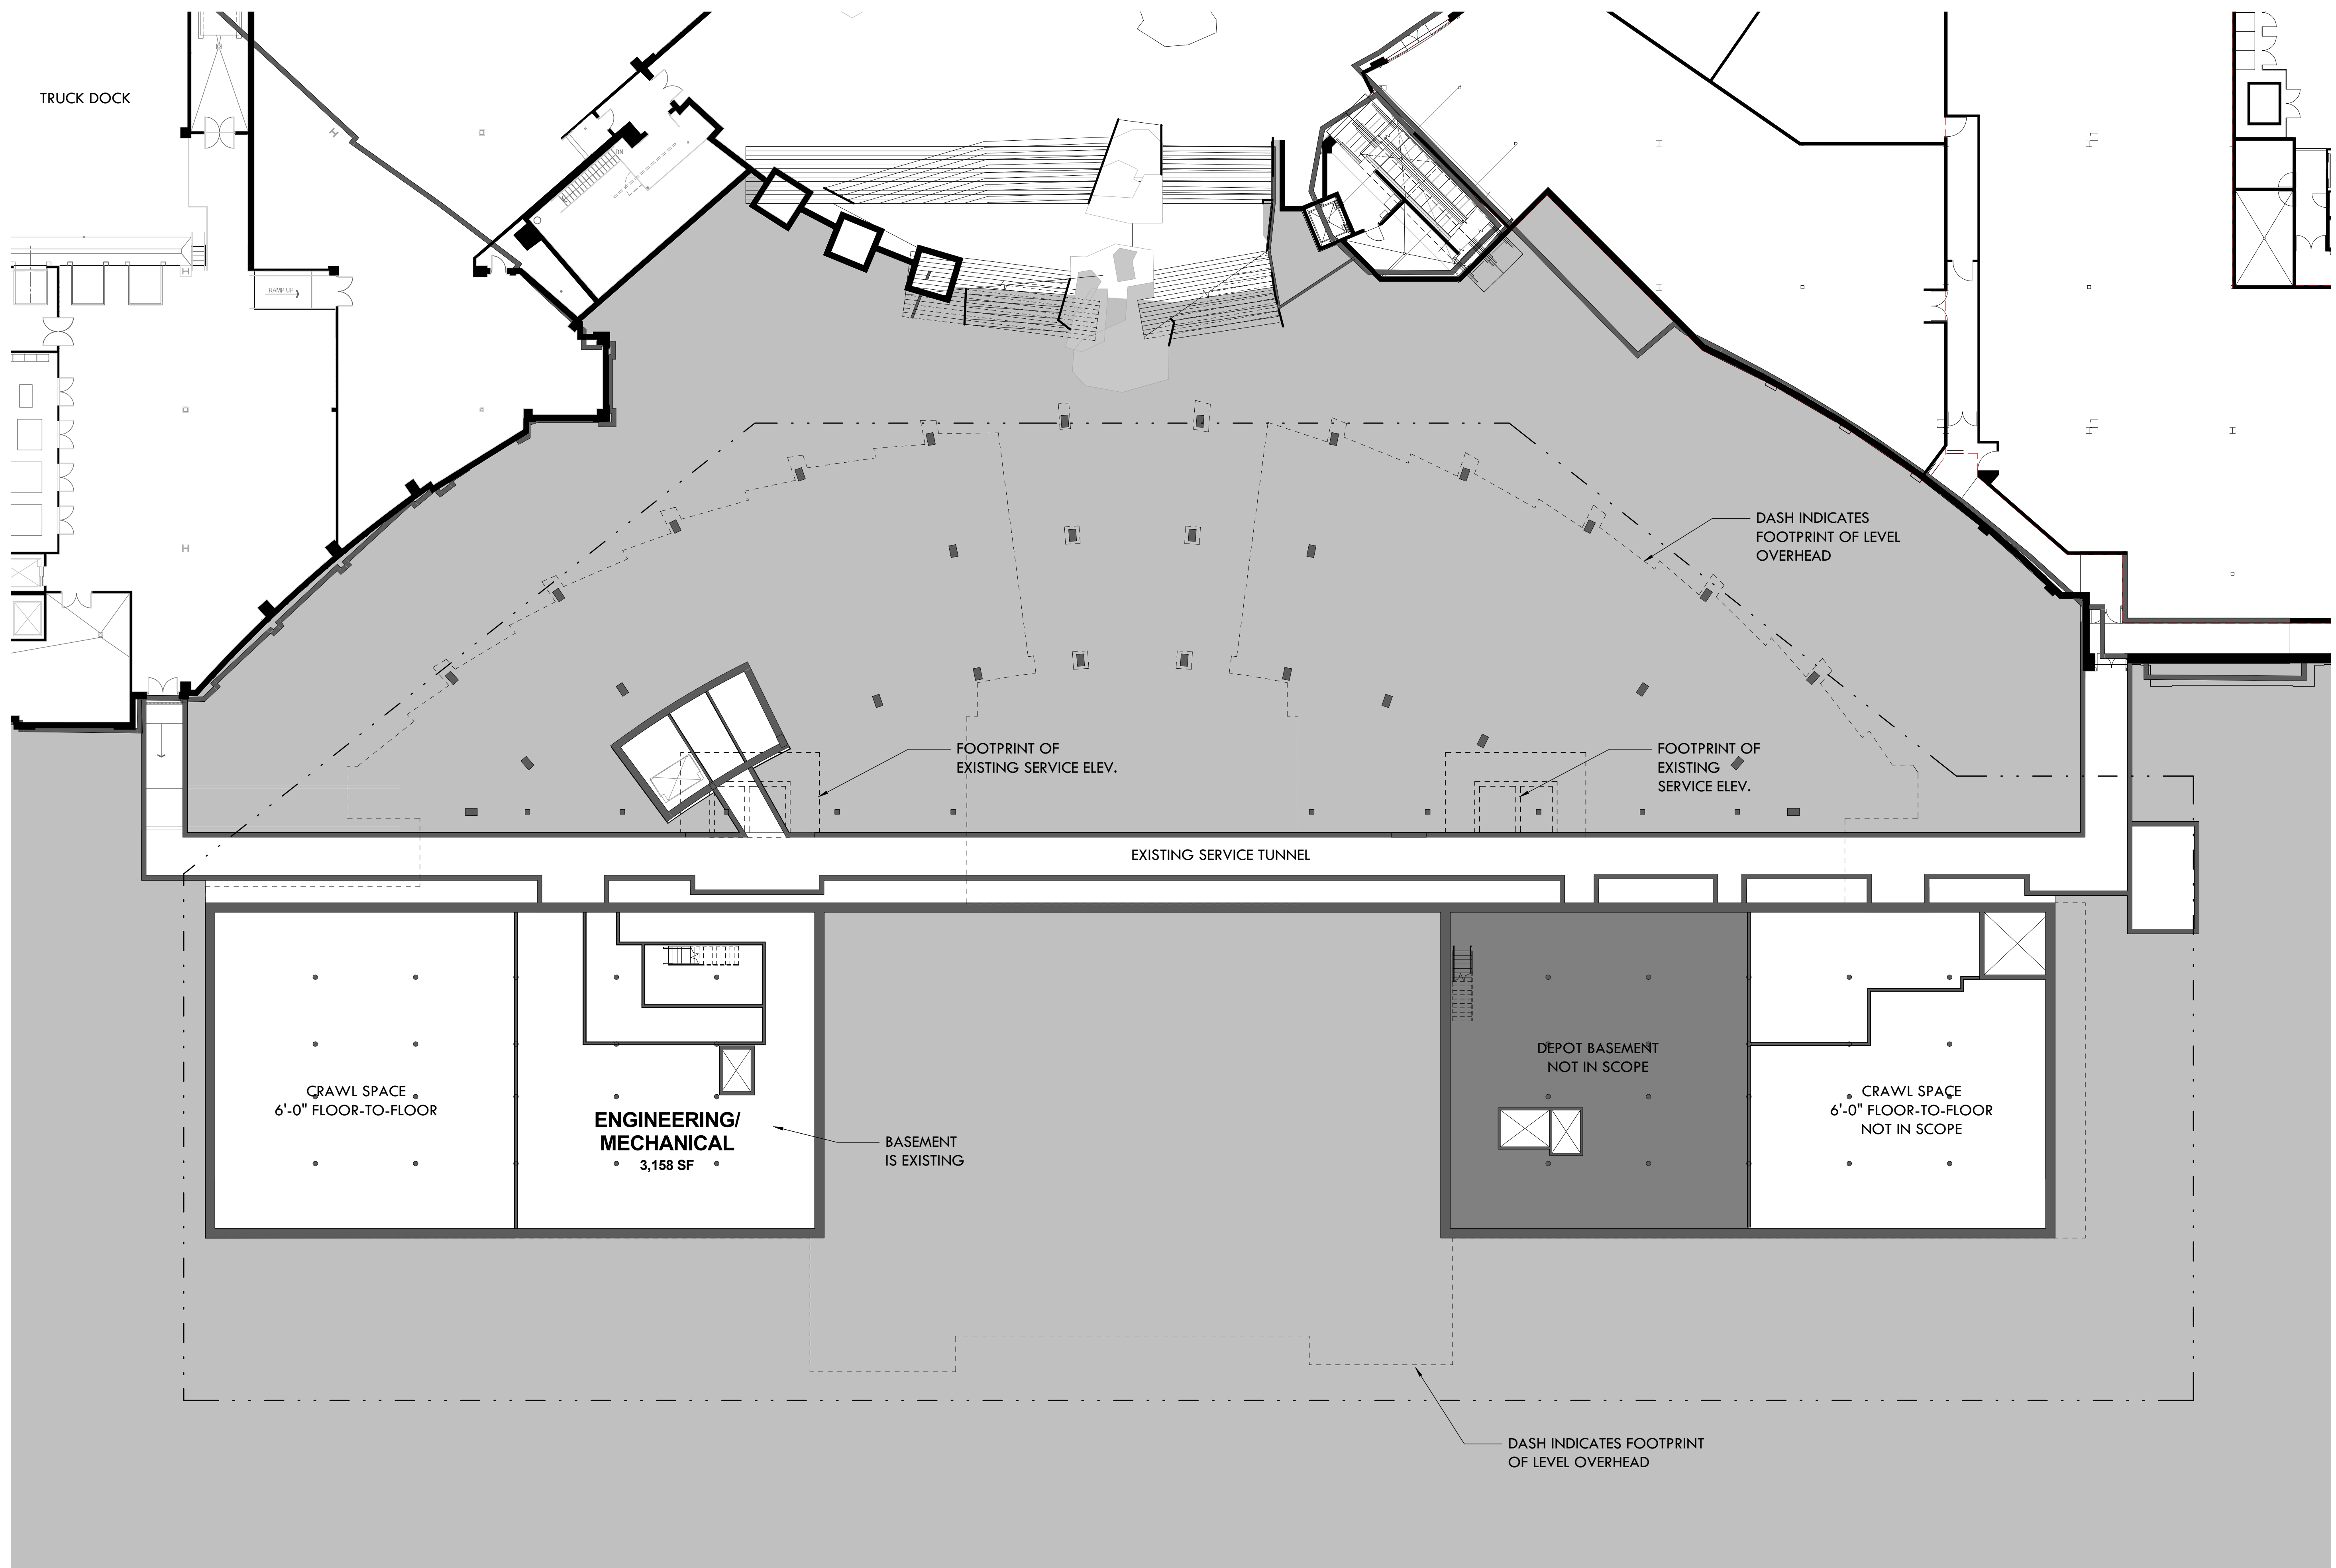 TRUCK DOCK
DN
RAMP UP
DASH INDICATES
FOOTPRINT OF LEVEL
OVERHEAD
FOOTPRINT OF
EXISTING SERVICE ELEV.
FOOTPRINT OF
EXISTING
SERVICE ELEV.
EXISTING SERVICE TUNNEL
CRAWL SPACE
6'-0" FLOOR-TO-FLOOR
ENGINEERING/
MECHANICAL
3,158 SF
BASEMENT
IS EXISTING
DEPOT BASEMENT
NOT IN SCOPE
CRAWL SPACE
6'-0" FLOOR-TO-FLOOR
NOT IN SCOPE
DASH INDICATES FOOTPRINT
OF LEVEL OVERHEAD